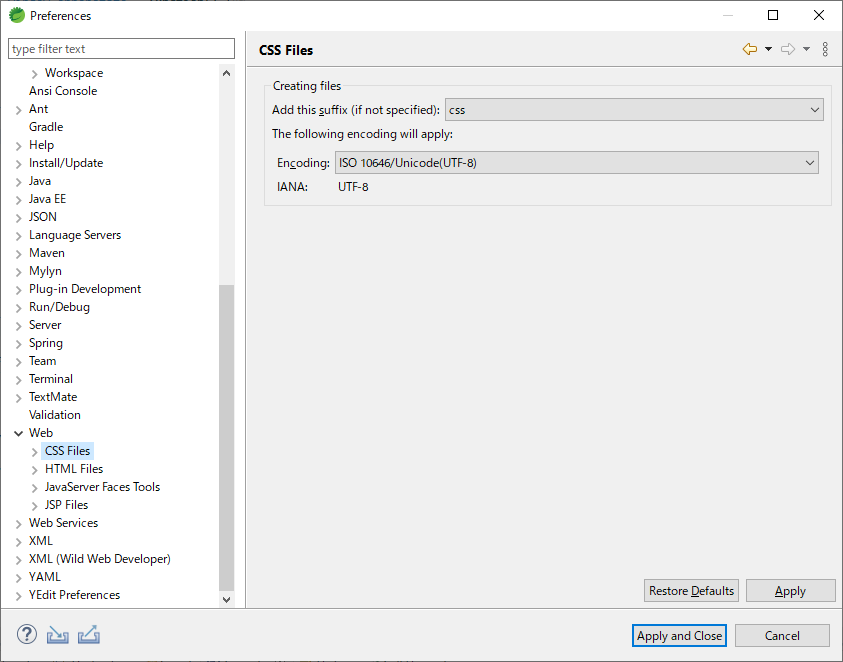 Preferences
type filter text
Workspace
Ansi Console
Ant
Gradle
Help
Install/Update
Java
Java EE
JSON
Language Servers
Maven
Mylyn
Plug-in Development
Run/Debug
Server
Spring
Team
Terminal
TextMate
Validation
Web
CSS Files
HTML Files
JavaServer Faces Tools
JSP Files
Web Services
XML
XML (Wild Web Developer)
YAML
YEdit Preferences
CSS Files
Creating files
Add this suffix (if not specified): css
The following encoding will apply:
Encoding: ISO 10646/Unicode(UTF-8)
IANA: UTF-8
Restore Defaults Apply
? Apply and Close Cancel